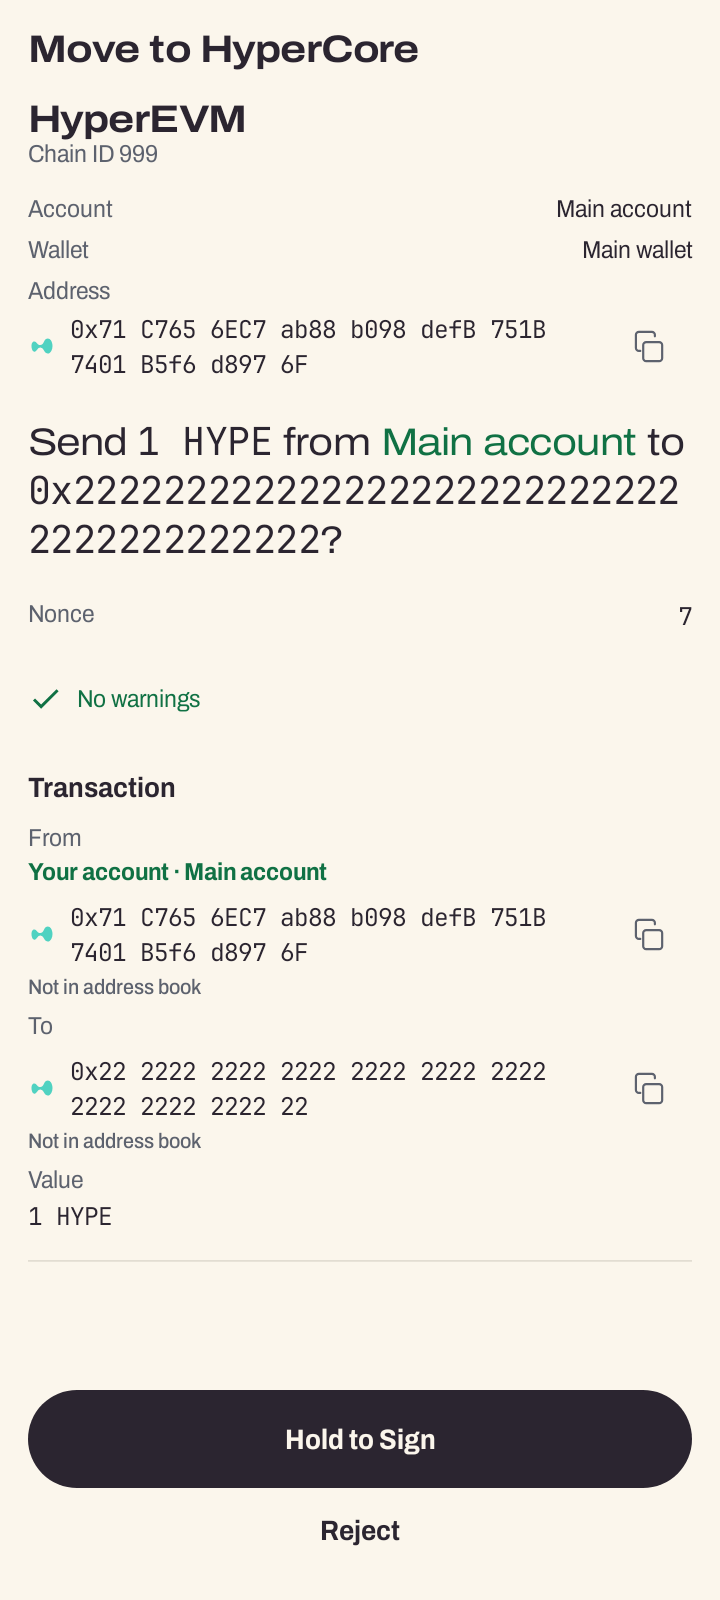 Move to HyperCore
HyperEVM
Chain ID 999
Account Main account
Wallet Main wallet
Address
0x71 C765 6EC7 ab88 b098 defB 751B
7401 B5f6 d897 6F
Send 1 HYPE from Main account to
0x222222222222222222222222222
2222222222222?
Nonce 7
No warnings
Transaction
From
Your account · Main account
0x71 C765 6EC7 ab88 b098 defB 751B
7401 B5f6 d897 6F
Not in address book
To
0x22 2222 2222 2222 2222 2222 2222
2222 2222 2222 22
Not in address book
Value
1 HYPE
Hold to Sign
Reject